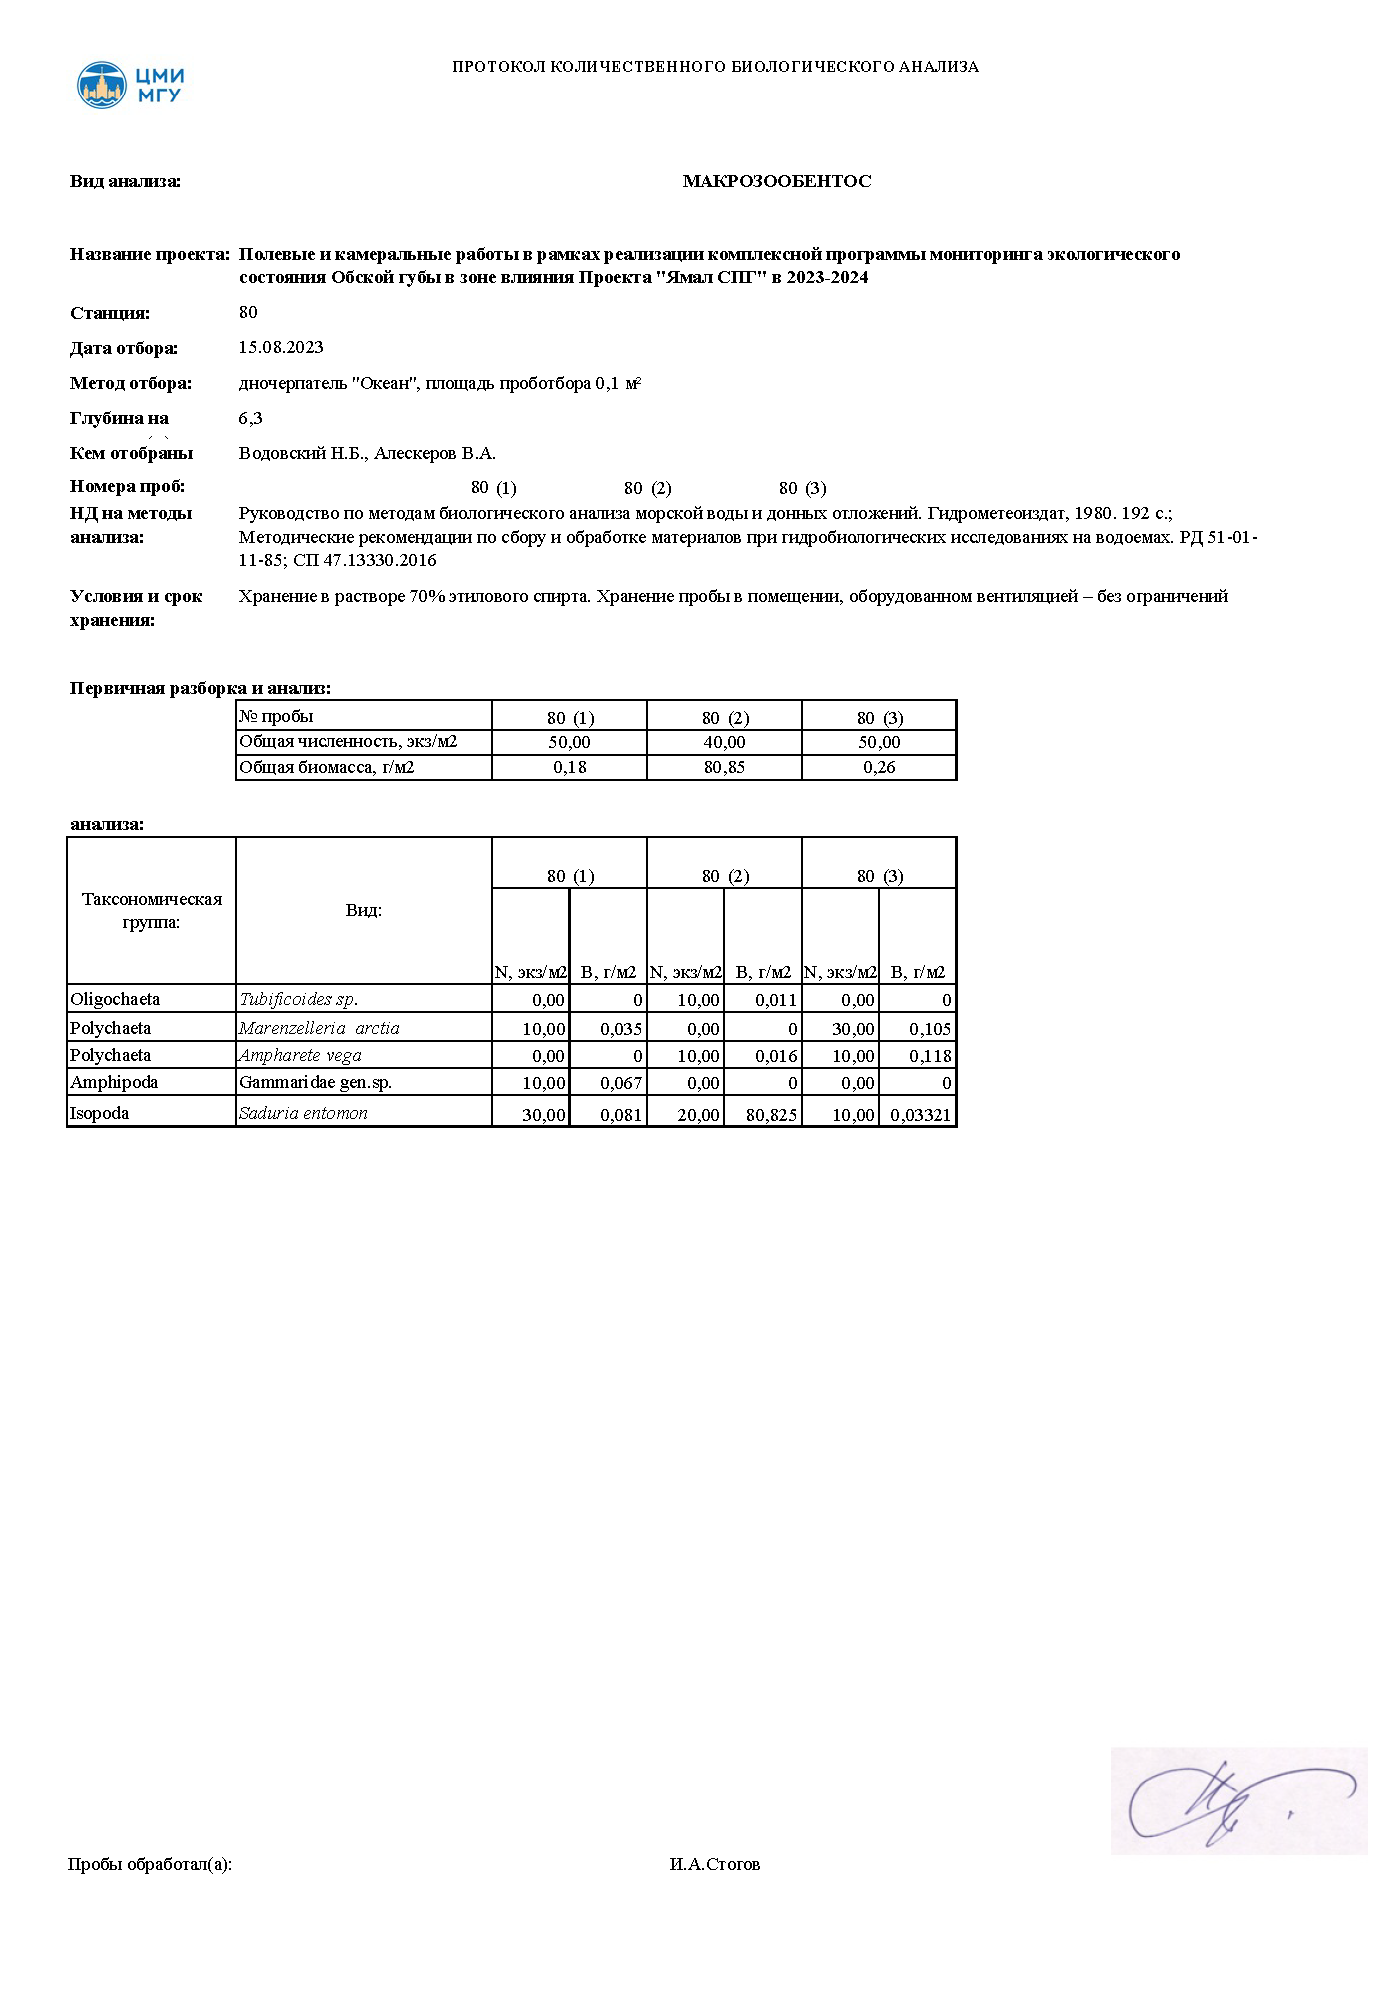 ЦМИ
МГУ
ПРОТОКОЛ КОЛИЧЕСТВЕННОГО БИОЛОГИЧЕСКОГО АНАЛИЗА
Вид анализа: МАКРОЗООБЕНТОС
Название проекта: Полевые и камеральные работы в рамках реализации комплексной программы мониторинга экологического
состояния Обской губы в зоне влияния Проекта "Ямал СПГ" в 2023-2024
Станция: 80
Дата отбора: 15.08.2023
Метод отбора: дночерпатель "Океан", площадь проботбора 0,1 м²
Глубина на 6,3
Кем отобраны Водовский Н.Б., Алескеров В.А.
Номера проб: 80 (1) 80 (2) 80 (3)
НД на методы Руководство по методам биологического анализа морской воды и донных отложений. Гидрометеоиздат, 1980. 192 с.;
анализа: Методические рекомендации по сбору и обработке материалов при гидробиологических исследованиях на водоемах. РД 51-01-
11-85; СП 47.13330.2016
Условия и срок Хранение в растворе 70% этилового спирта. Хранение пробы в помещении, оборудованном вентиляцией – без ограничений
хранения:
Первичная разборка и анализ:
№ пробы 80 (1) 80 (2) 80 (3)
Общая численность, экз/м2 50,00 40,00 50,00
Общая биомасса, г/м2 0,18 80,85 0,26
анализа:
80 (1) 80 (2) 80 (3)
Таксономическая
группа: Вид:
N, экз/м2 B, г/м2 N, экз/м2 B, г/м2 N, экз/м2 B, г/м2
Oligochaeta Tubificoides sp. 0,00 0 10,00 0,011 0,00 0
Polychaeta Marenzelleria arctia 10,00 0,035 0,00 0 30,00 0,105
Polychaeta Ampharete vega 0,00 0 10,00 0,016 10,00 0,118
Amphipoda Gammaridae gen.sp. 10,00 0,067 0,00 0 0,00 0
Isopoda Saduria entomon 30,00 0,081 20,00 80,825 10,00 0,03321
Пробы обработал(а): И.А.Стогов